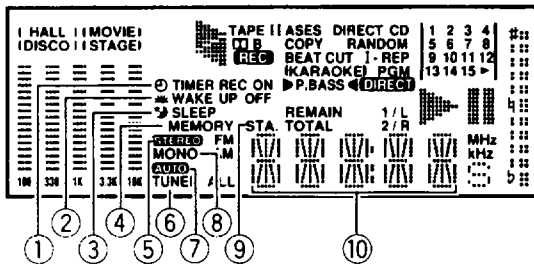 HALL MOVIE
DISCO STAGE
TAPE II ASES DIRECT CD
B COPY RANDOM
REC BEAT CUT I - REP
(KARAOKE) PGM
1 2 3 4
5 6 7 8
9 10 11 12
13 14 15
TIMER REC ON P.BASS DIRECT
WAKE UP OFF
SLEEP REMAIN 1/L
MEMORY STA. TOTAL 2/R
STEREO FM
MONO
AUTO
MHz
kHz
100 330 1K 3.3K 10K
① ② ③ ④ ⑤ ⑥ ⑦ ⑧ ⑨ ⑩